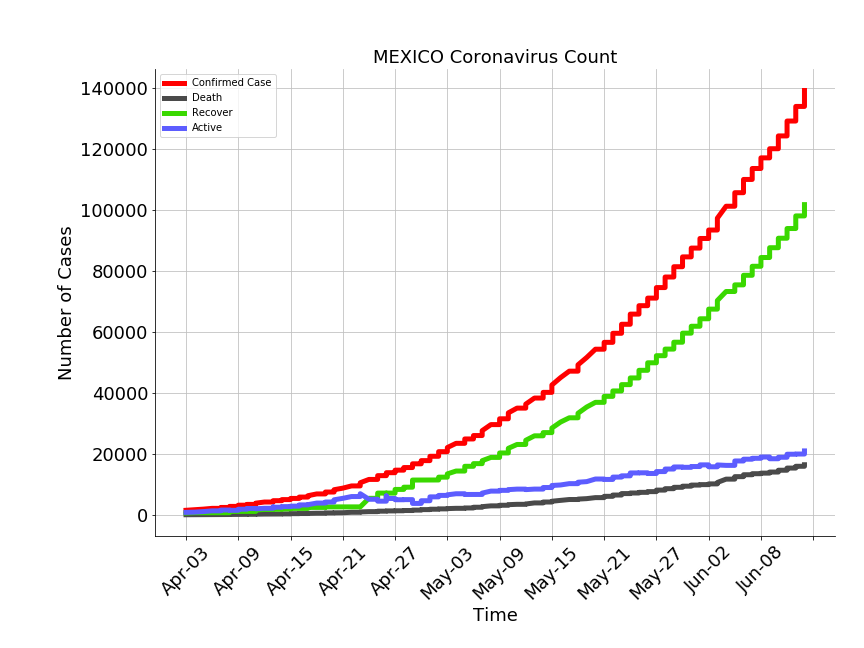 MEXICO Coronavirus Count
Confirmed Case
Death
Recover
Active
140000
120000
100000
80000
60000
40000
20000
0
Number of Cases
Apr-03
Apr-09
Apr-15
Apr-21
Apr-27
May-03
May-09
May-15
May-21
May-27
Jun-02
Jun-08
Time